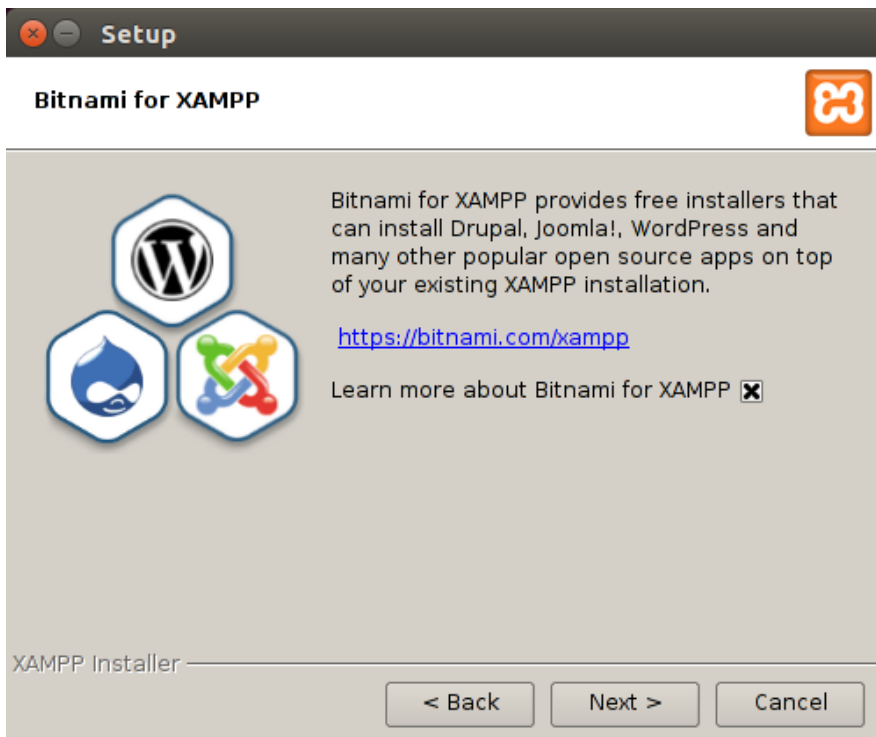 Setup
Bitnami for XAMPP
Bitnami for XAMPP provides free installers that
can install Drupal, Joomla!, WordPress and
many other popular open source apps on top
of your existing XAMPP installation.
https://bitnami.com/xampp
Learn more about Bitnami for XAMPP
XAMPP Installer
< Back
Next >
Cancel